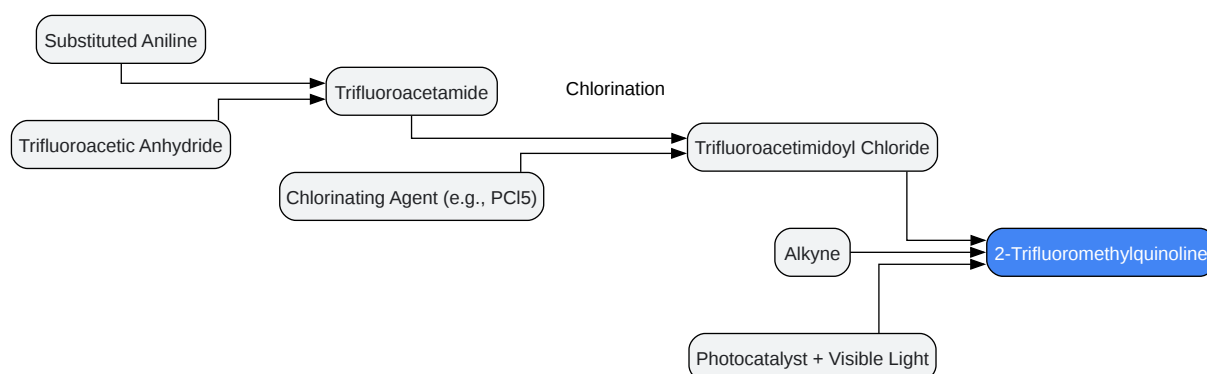 Substituted Aniline
Trifluoroacetamide
Chlorination
Trifluoroacetic Anhydride
Trifluoroacetimidoyl Chloride
Chlorinating Agent (e.g., PCl5)
Alkyne
2-Trifluoromethylquinoline
Photocatalyst + Visible Light